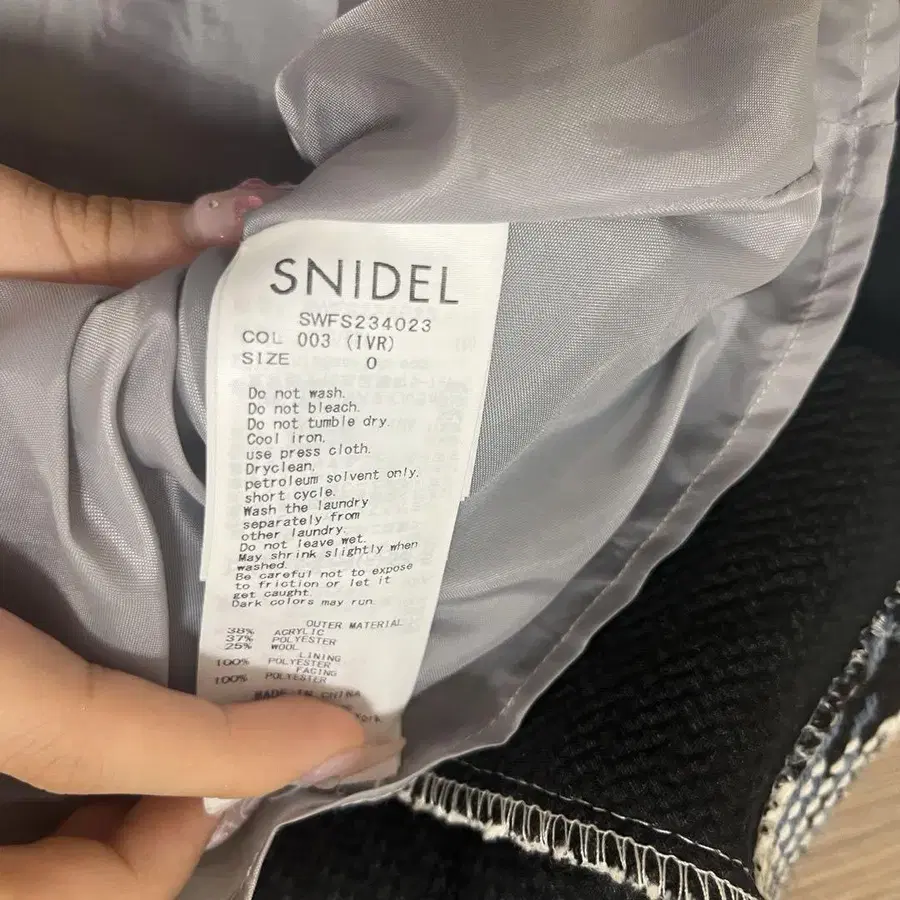 SNIDEL
SWFS234023
COL 003 (IVR)
SIZE 0
Do not wash.
Do not bleach.
Do not tumble dry.
Cool iron.
use press cloth.
Dryclean.
petroleum solvent only.
short cycle.
Wash the laundry
separately from
other laundry.
Do not leave wet.
May shrink slightly when
washed.
Be careful not to expose
to friction or let it
get caught.
Dark colors may run.
OUTER MATERIAL
38% ACRYLIC
37% POLYESTER
25% WOOL
LINING
100% POLYESTER
FACING
100% POLYESTER
MADE IN CHINA